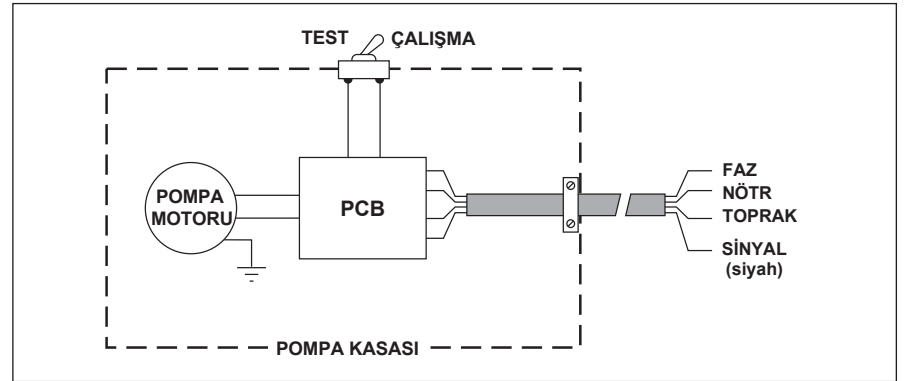 TEST ÇALIŞMA
POMPA
MOTORU
PCB
FAZ
NÖTR
TOPRAK
SİNYAL
(siyah)
POMPA KASASI